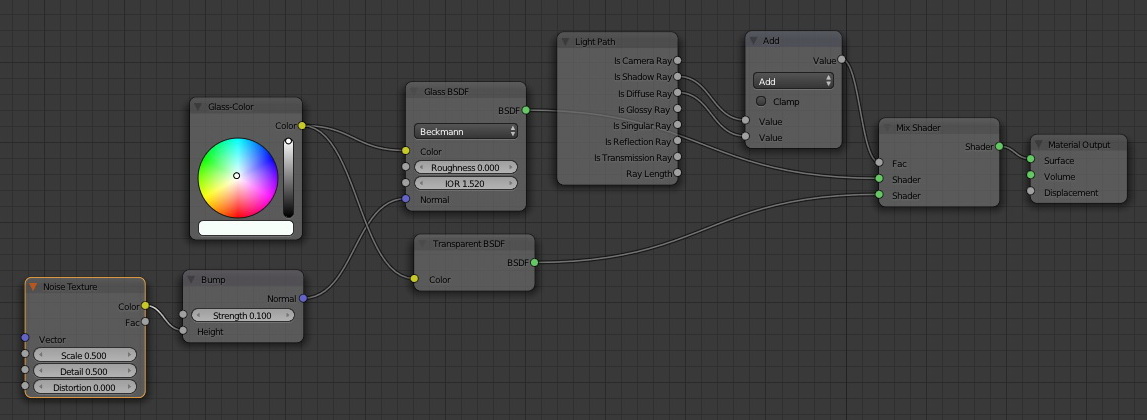 Noise Texture
Color
Fac
Vector
Scale 0.500
Detail 0.500
Distortion 0.000
Glass-Color
Color
Bump
Normal
Strength 0.100
Height
Glass BSDF
BSDF
Beckmann
Color
Roughness 0.000
IOR 1.520
Normal
Transparent BSDF
BSDF
Color
Light Path
Is Camera Ray
Is Shadow Ray
Is Diffuse Ray
Is Glossy Ray
Is Singular Ray
Is Reflection Ray
Is Transmission Ray
Ray Length
Add
Value
Add
Clamp
Value
Value
Mix Shader
Shader
Fac
Shader
Shader
Material Output
Surface
Volume
Displacement